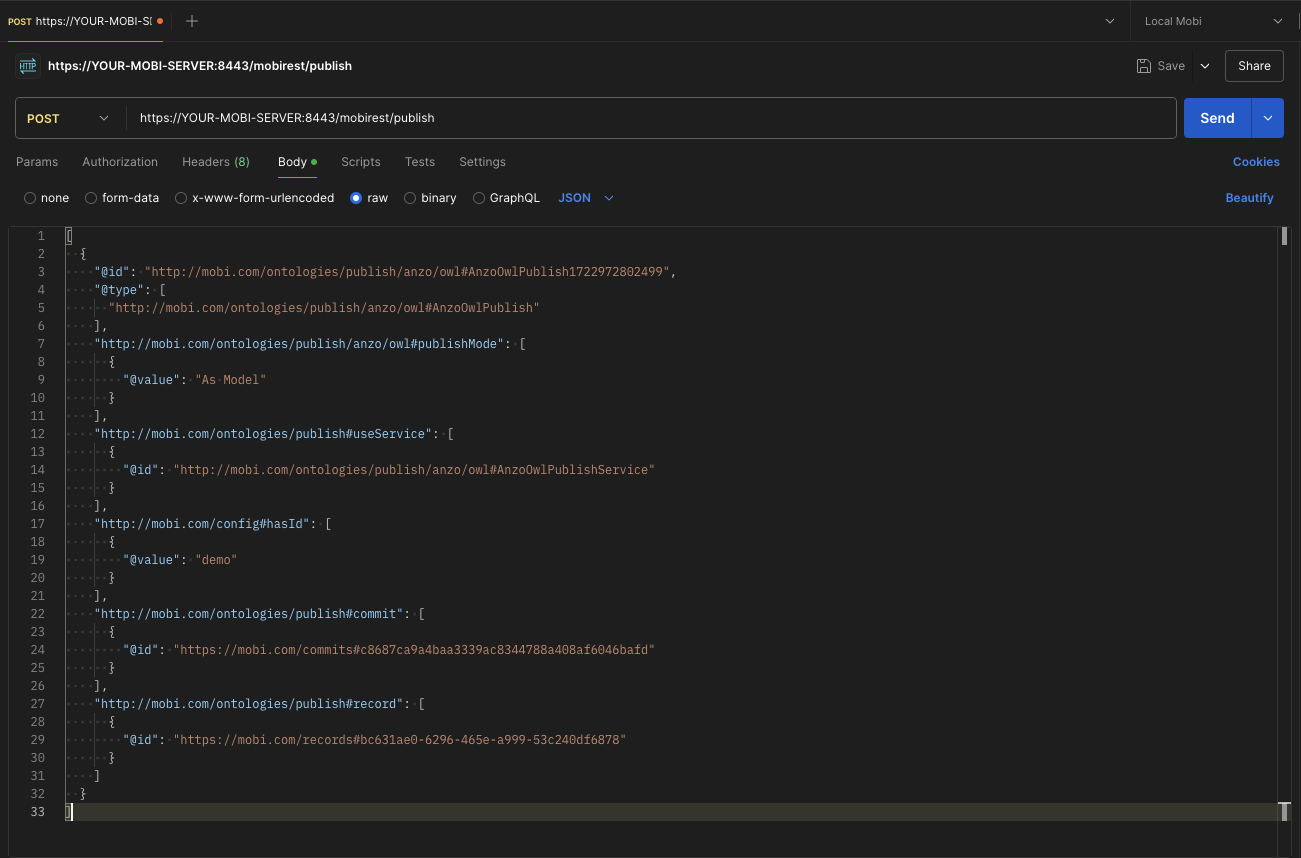 POST https://YOUR-MOBI-SE
Local Mobi
HTTP https://YOUR-MOBI-SERVER:8443/mobirest/publish
Save
Share
POST https://YOUR-MOBI-SERVER:8443/mobirest/publish
Send
Params Authorization Headers (8) Body Scripts Tests Settings
Cookies
none form-data x-www-form-urlencoded raw binary GraphQL JSON
Beautify
1 [
2 {
3 "@id": "http://mobi.com/ontologies/publish/anzo/owl#AnzoOwlPublish1722972802499",
4 "@type": [
5 "http://mobi.com/ontologies/publish/anzo/owl#AnzoOwlPublish"
6 ],
7 "http://mobi.com/ontologies/publish/anzo/owl#publishMode": [
8 {
9 "@value": "As Model"
10 }
11 ],
12 "http://mobi.com/ontologies/publish#useService": [
13 {
14 "@id": "http://mobi.com/ontologies/publish/anzo/owl#AnzoOwlPublishService"
15 }
16 ],
17 "http://mobi.com/config#hasId": [
18 {
19 "@value": "demo"
20 }
21 ],
22 "http://mobi.com/ontologies/publish#commit": [
23 {
24 "@id": "https://mobi.com/commits#c8687ca9a4baa3339ac8344788a408af6046bafd"
25 }
26 ],
27 "http://mobi.com/ontologies/publish#record": [
28 {
29 "@id": "https://mobi.com/records#bc631ae0-6296-465e-a999-53c240df6878"
30 }
31 ]
32 }
33 ]